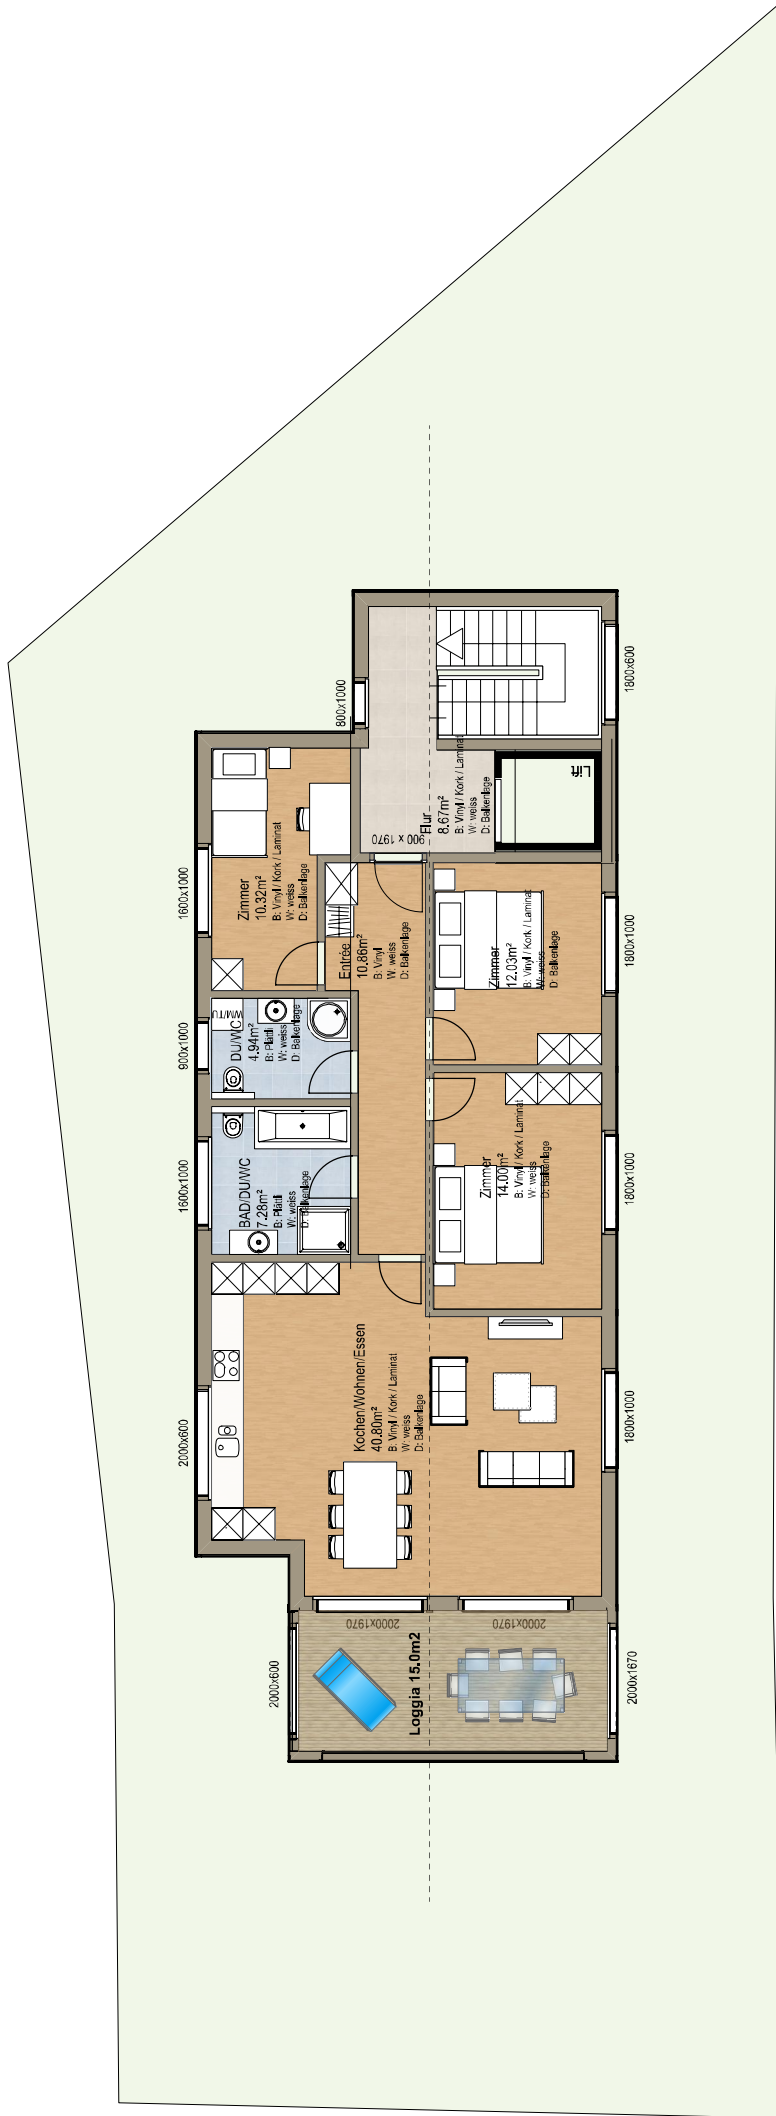 800x1000
1800x600
Lift
Flur
8.67m²
B: Vinyl / Kork / Laminat
W: weiss
D: Balkenlage
900 x 1970
1600x1000
Zimmer
10.32m²
B: Vinyl / Kork / Laminat
W: weiss
D: Balkenlage
Entrée
10.86m²
B: Vinyl
W: weiss
D: Balkenlage
Zimmer
12.03m²
B: Vinyl / Kork / Laminat
W: weiss
D: Balkenlage
1800x1000
900x1000
WM/TU
DU/WC
4.94m²
B: Plättli
W: weiss
D: Balkenlage
1600x1000
BAD/DU/WC
7.28m²
B: Plättli
W: weiss
D: Balkenlage
Zimmer
14.00m²
B: Vinyl / Kork / Laminat
W: weiss
D: Balkenlage
1800x1000
2000x600
Kochen/Wohnen/Essen
40.80m²
B: Vinyl / Kork / Laminat
W: weiss
D: Balkenlage
1800x1000
2000x1970
2000x1970
2000x600
Loggia 15.0m2
2000x1670